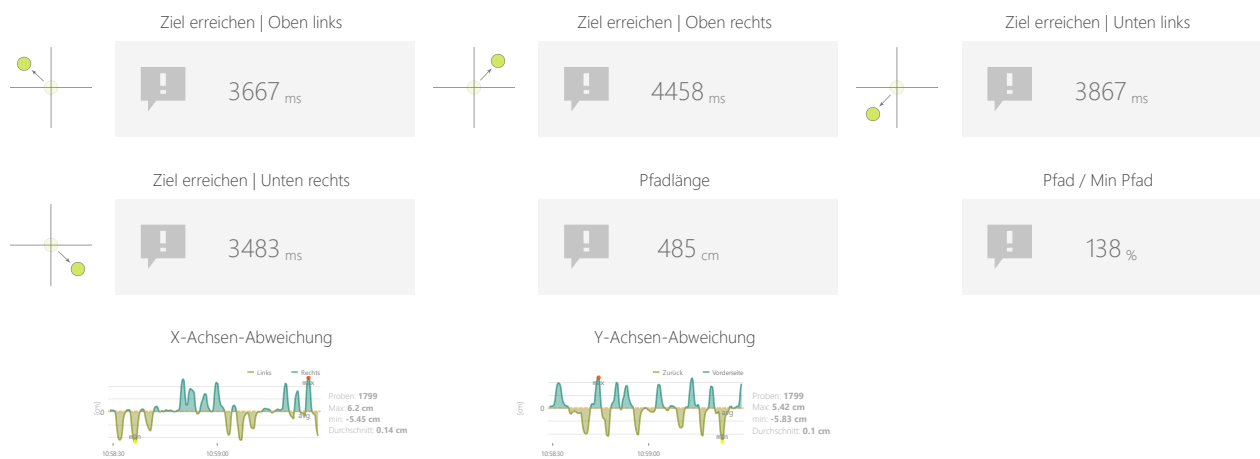 Ziel erreichen | Oben links
Ziel erreichen | Oben rechts
Ziel erreichen | Unten links
3667 ms
4458 ms
3867 ms
Ziel erreichen | Unten rechts
Pfadlänge
Pfad / Min Pfad
3483 ms
485 cm
138 %
X-Achsen-Abweichung
Y-Achsen-Abweichung
Links
Rechts
max
[cm]
0
avg
min
10:58:30
10:59:00
Proben: 1799
Max: 6.2 cm
min: -5.45 cm
Durchschnitt: 0.14 cm
Zurück
Vorderseite
max
[cm]
0
avg
min
10:58:30
10:59:00
Proben: 1799
Max: 5.42 cm
min: -5.83 cm
Durchschnitt: 0.1 cm